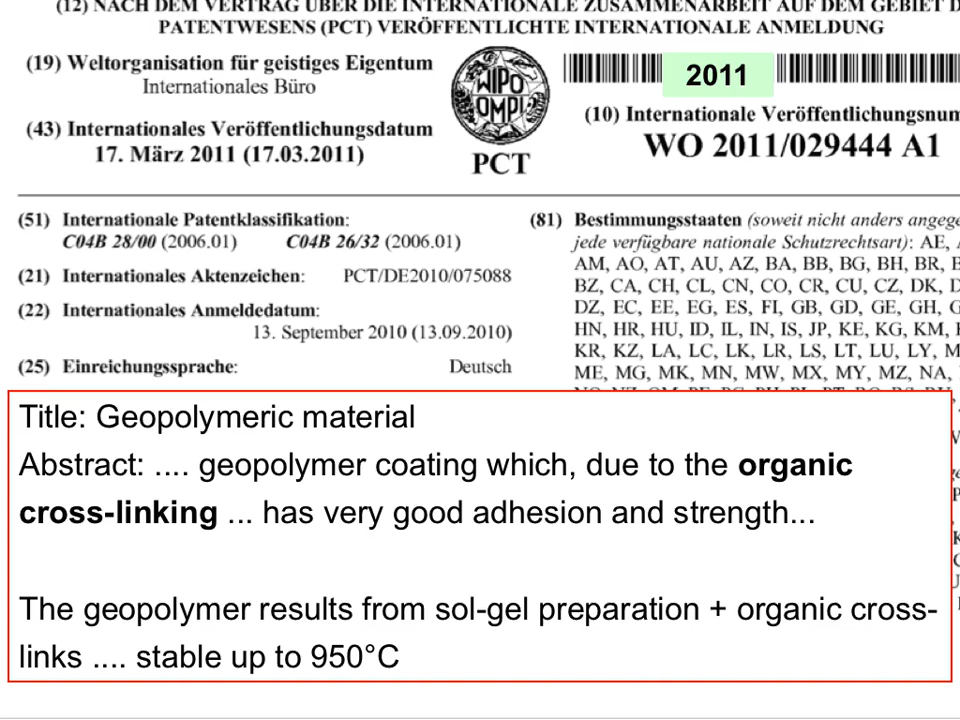 (12) NACH DEM VERTRAG ÜBER DIE INTERNATIONALE ZUSAMMENARBEIT AUF DEM GEBIET
PATENTWESENS (PCT) VERÖFFENTLICHTE INTERNATIONALE ANMELDUNG
(19) Weltorganisation für geistiges Eigentum
Internationales Büro
(43) Internationales Veröffentlichungsdatum
17. März 2011 (17.03.2011)
WIPO
OMPI
PCT
2011
(10) Internationale Veröffentlichungsnum
WO 2011/029444 A1
(51) Internationale Patentklassifikation:
C04B 28/00 (2006.01) C04B 26/32 (2006.01)
(21) Internationales Aktenzeichen: PCT/DE2010/075088
(22) Internationales Anmeldedatum:
13. September 2010 (13.09.2010)
(25) Einreichungssprache: Deutsch
(81) Bestimmungsstaaten (soweit nicht anders angege
jede verfügbare nationale Schutzrechtsart): AE,
AM, AO, AT, AU, AZ, BA, BB, BG, BH, BR,
BZ, CA, CH, CL, CN, CO, CR, CU, CZ, DK,
DZ, EC, EE, EG, ES, FI, GB, GD, GE, GH,
HN, HR, HU, ID, IL, IN, IS, JP, KE, KG, KM,
KR, KZ, LA, LC, LK, LR, LS, LT, LU, LY,
ME, MG, MK, MN, MW, MX, MY, MZ, NA,
Title: Geopolymeric material
Abstract: .... geopolymer coating which, due to the organic
cross-linking ... has very good adhesion and strength...
The geopolymer results from sol-gel preparation + organic cross-
links .... stable up to 950°C